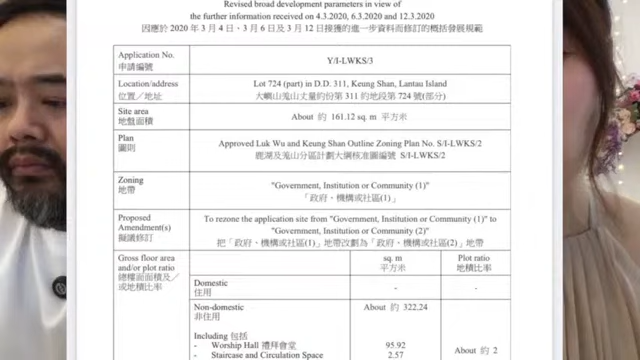 Revised broad development parameters in view of
the further information received on 4.3.2020, 6.3.2020 and 12.3.2020
因應於 2020 年 3 月 4 日、3 月 6 日及 3 月 12 日接獲的進一步資料而修訂的概括發展規範
Application No.
申請編號
Y/I-LWKS/3
Location/address
位置／地址
Lot 724 (part) in D.D. 311, Keung Shan, Lantau Island
大嶼山羗山丈量約份第 311 約地段第 724 號(部分)
Site area
地盤面積
About 約 161.12 sq. m 平方米
Plan
圖則
Approved Luk Wu and Keung Shan Outline Zoning Plan No. S/I-LWKS/2
鹿湖及羗山分區計劃大綱核准圖編號 S/I-LWKS/2
Zoning
地帶
"Government, Institution or Community (1)"
「政府、機構或社區(1)」
Proposed
Amendment(s)
擬議修訂
To rezone the application site from "Government, Institution or Community (1)" to
"Government, Institution or Community (2)"
把「政府、機構或社區(1)」地帶改劃為「政府、機構或社區(2)」地帶
Gross floor area
and/or plot ratio
總樓面面積及／
或地積比率
sq. m
平方米
Plot ratio
地積比率
Domestic
住用
-
-
Non-domestic
非住用
About 約 322.24
Including 包括
- Worship Hall 禮拜會堂
95.92
- Staircase and Circulation Space
2.57
About 約 2